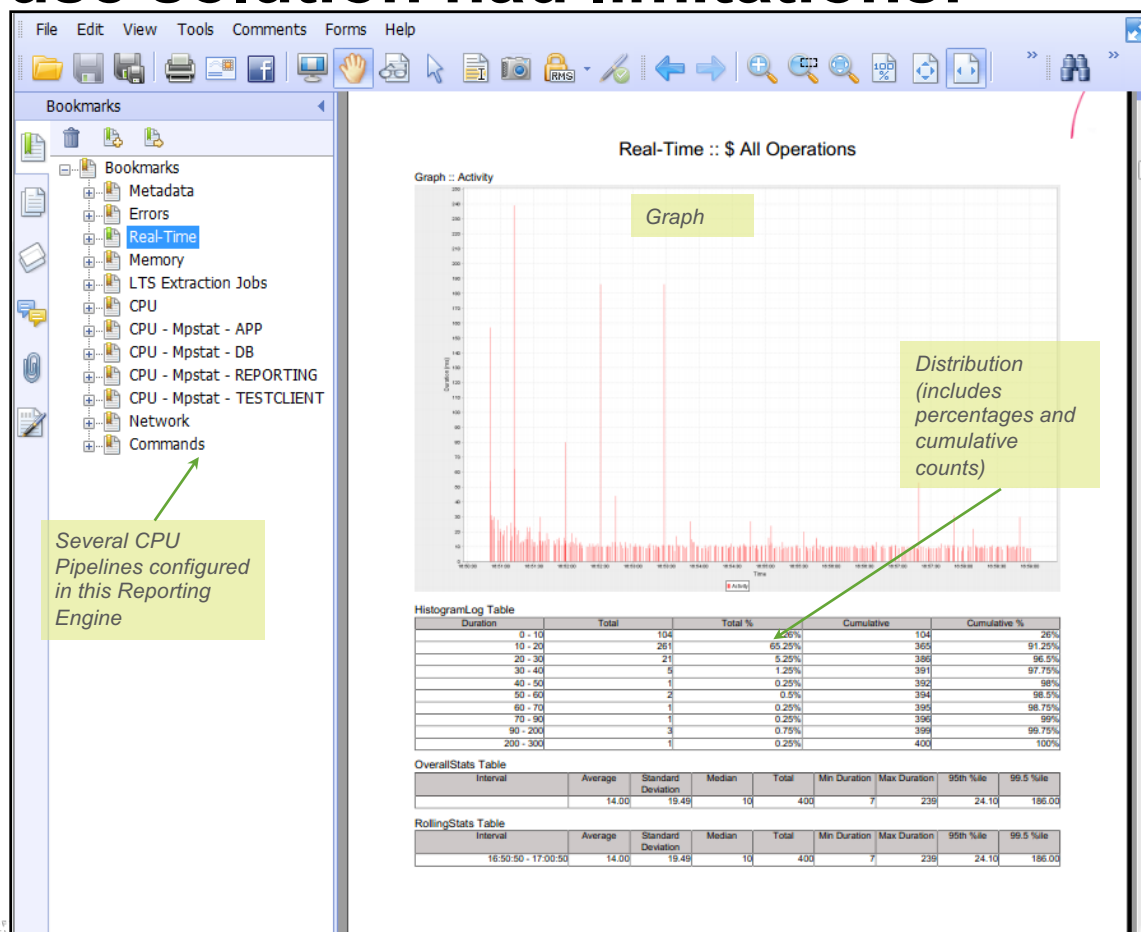 use solution had limitations:
File Edit View Tools Comments Forms Help
RMS
Bookmarks
Bookmarks
Metadata
Errors
Real-Time
Memory
LTS Extraction Jobs
CPU
CPU - Mpstat - APP
CPU - Mpstat - DB
CPU - Mpstat - REPORTING
CPU - Mpstat - TESTCLIENT
Network
Commands
Several CPU
Pipelines configured
in this Reporting
Engine
Real-Time :: $ All Operations
Graph :: Activity
Graph
Distribution
(includes
percentages and
cumulative
counts)
Duration (ms)
Time
Activity
HistogramLog Table
Duration Total Total % Cumulative Cumulative %
0 - 10 104 26% 104 26%
10 - 20 261 65.25% 365 91.25%
20 - 30 21 5.25% 386 96.5%
30 - 40 5 1.25% 391 97.75%
40 - 50 1 0.25% 392 98%
50 - 60 2 0.5% 394 98.5%
60 - 70 1 0.25% 395 98.75%
70 - 90 1 0.25% 396 99%
90 - 200 3 0.75% 399 99.75%
200 - 300 1 0.25% 400 100%
OverallStats Table
Interval Average Standard Deviation Median Total Min Duration Max Duration 95th %ile 99.5 %ile
14.00 19.49 10 400 7 239 24.10 186.00
RollingStats Table
Interval Average Standard Deviation Median Total Min Duration Max Duration 95th %ile 99.5 %ile
16:50:50 - 17:00:50 14.00 19.49 10 400 7 239 24.10 186.00